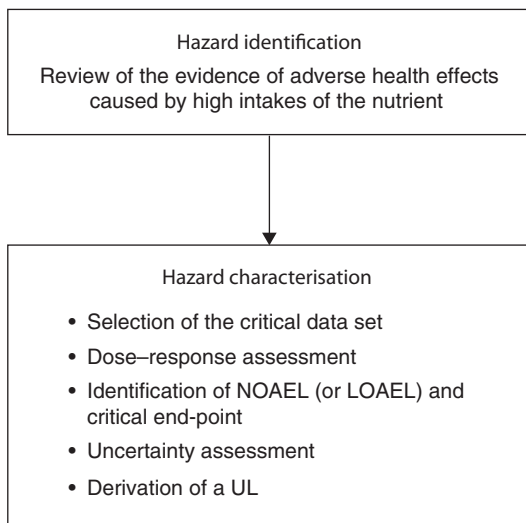 Hazard identification
Review of the evidence of adverse health effects
caused by high intakes of the nutrient
Hazard characterisation
• Selection of the critical data set
• Dose–response assessment
• Identification of NOAEL (or LOAEL) and
critical end-point
• Uncertainty assessment
• Derivation of a UL